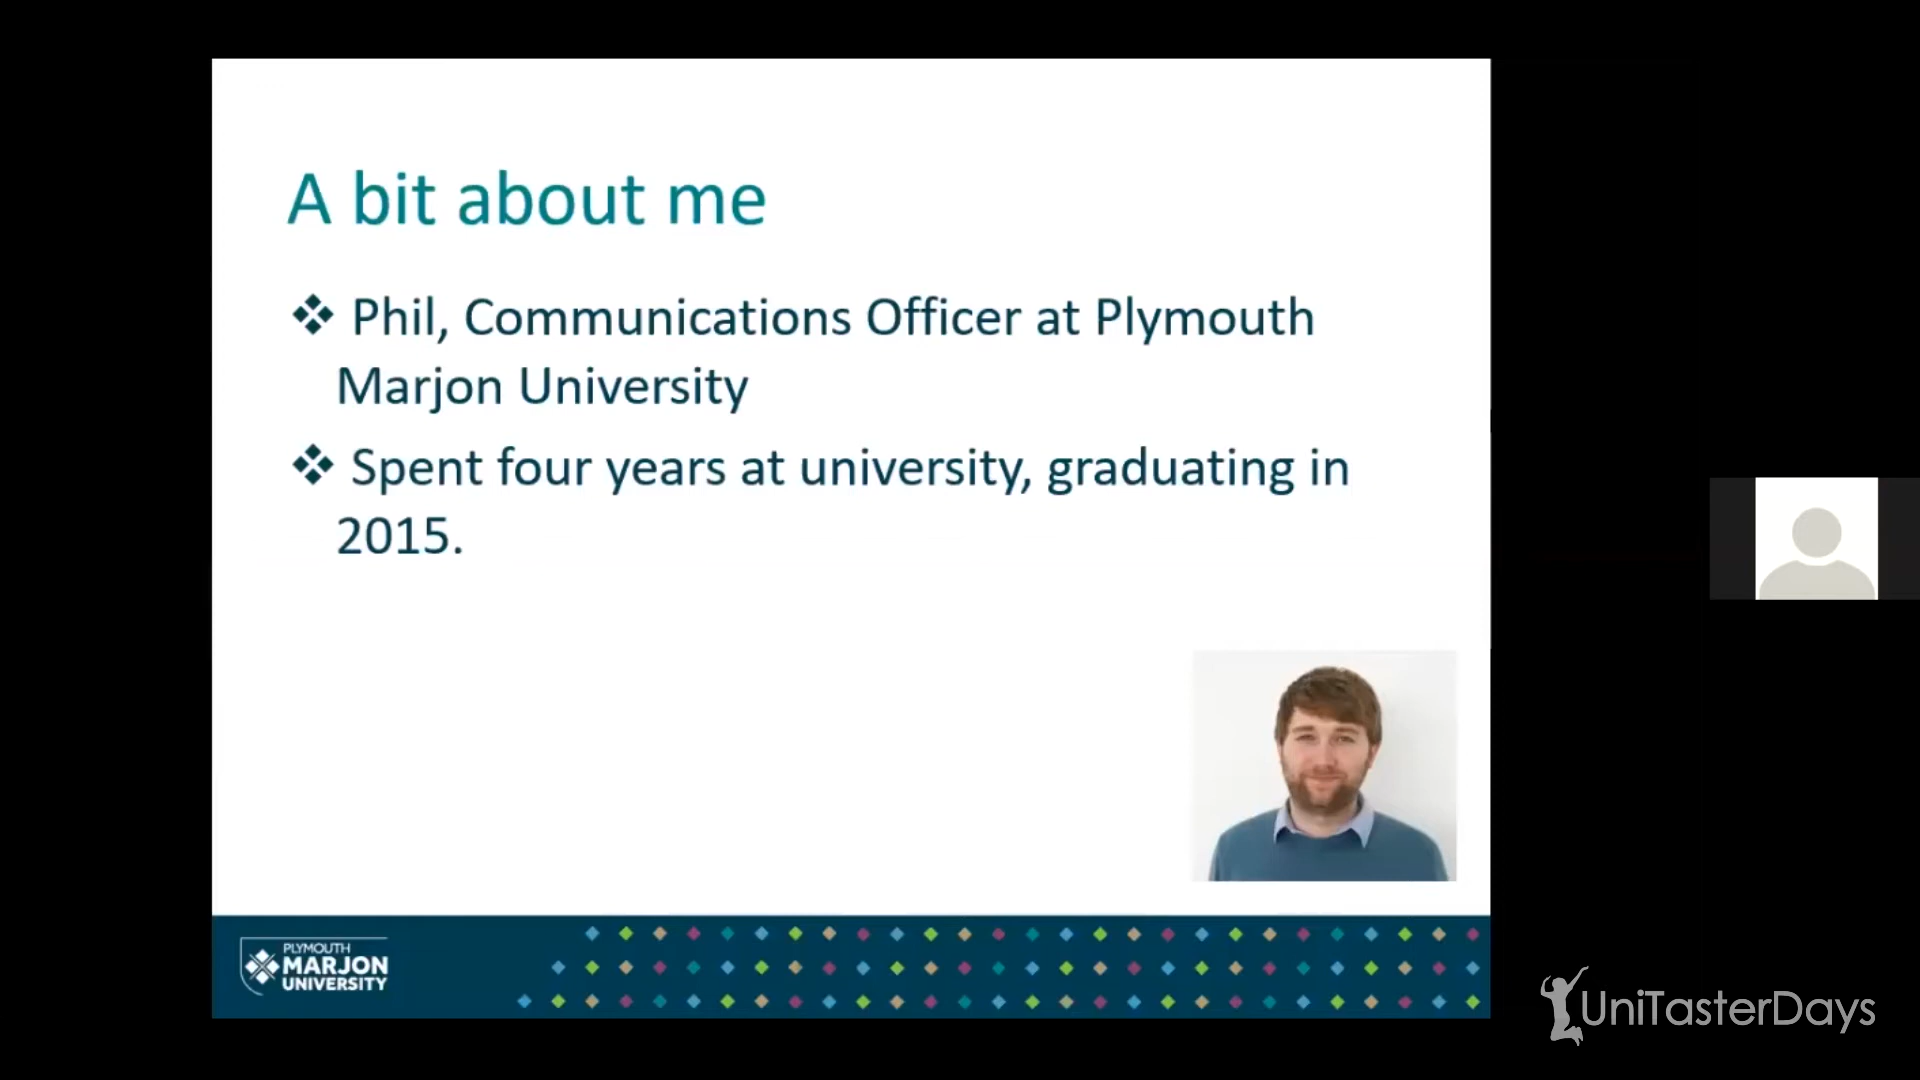 A bit about me
❖ Phil, Communications Officer at Plymouth
Marjon University
❖ Spent four years at university, graduating in
2015.
PLYMOUTH
MARJON
UNIVERSITY
UniTasterDays